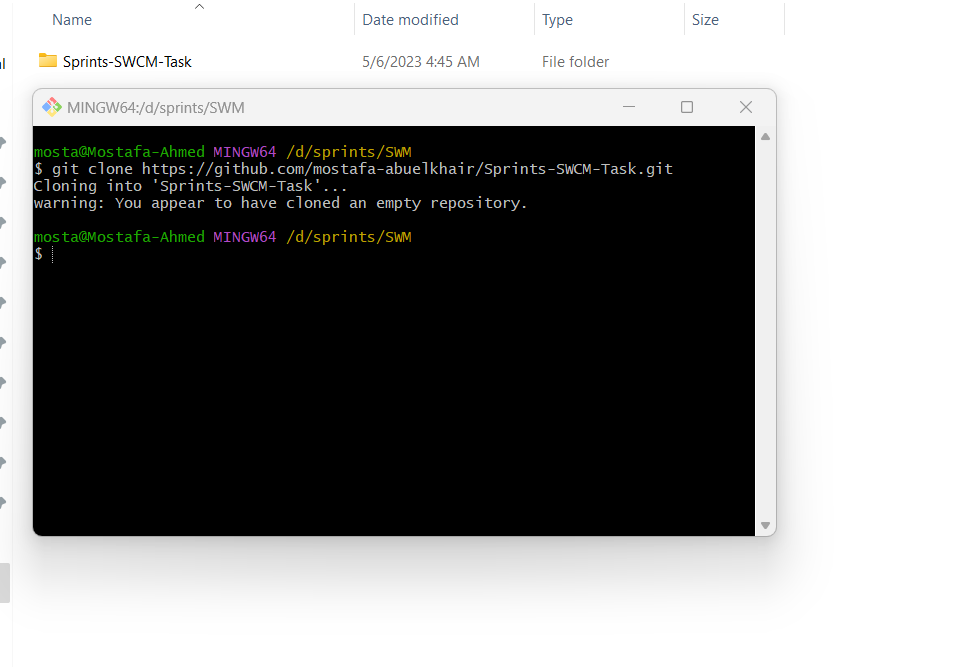 Name Date modified Type Size
Sprints-SWCM-Task 5/6/2023 4:45 AM File folder
MINGW64:/d/sprints/SWM
mosta@Mostafa-Ahmed MINGW64 /d/sprints/SWM
$ git clone https://github.com/mostafa-abuelkhair/Sprints-SWCM-Task.git
Cloning into 'Sprints-SWCM-Task'...
warning: You appear to have cloned an empty repository.
mosta@Mostafa-Ahmed MINGW64 /d/sprints/SWM
$